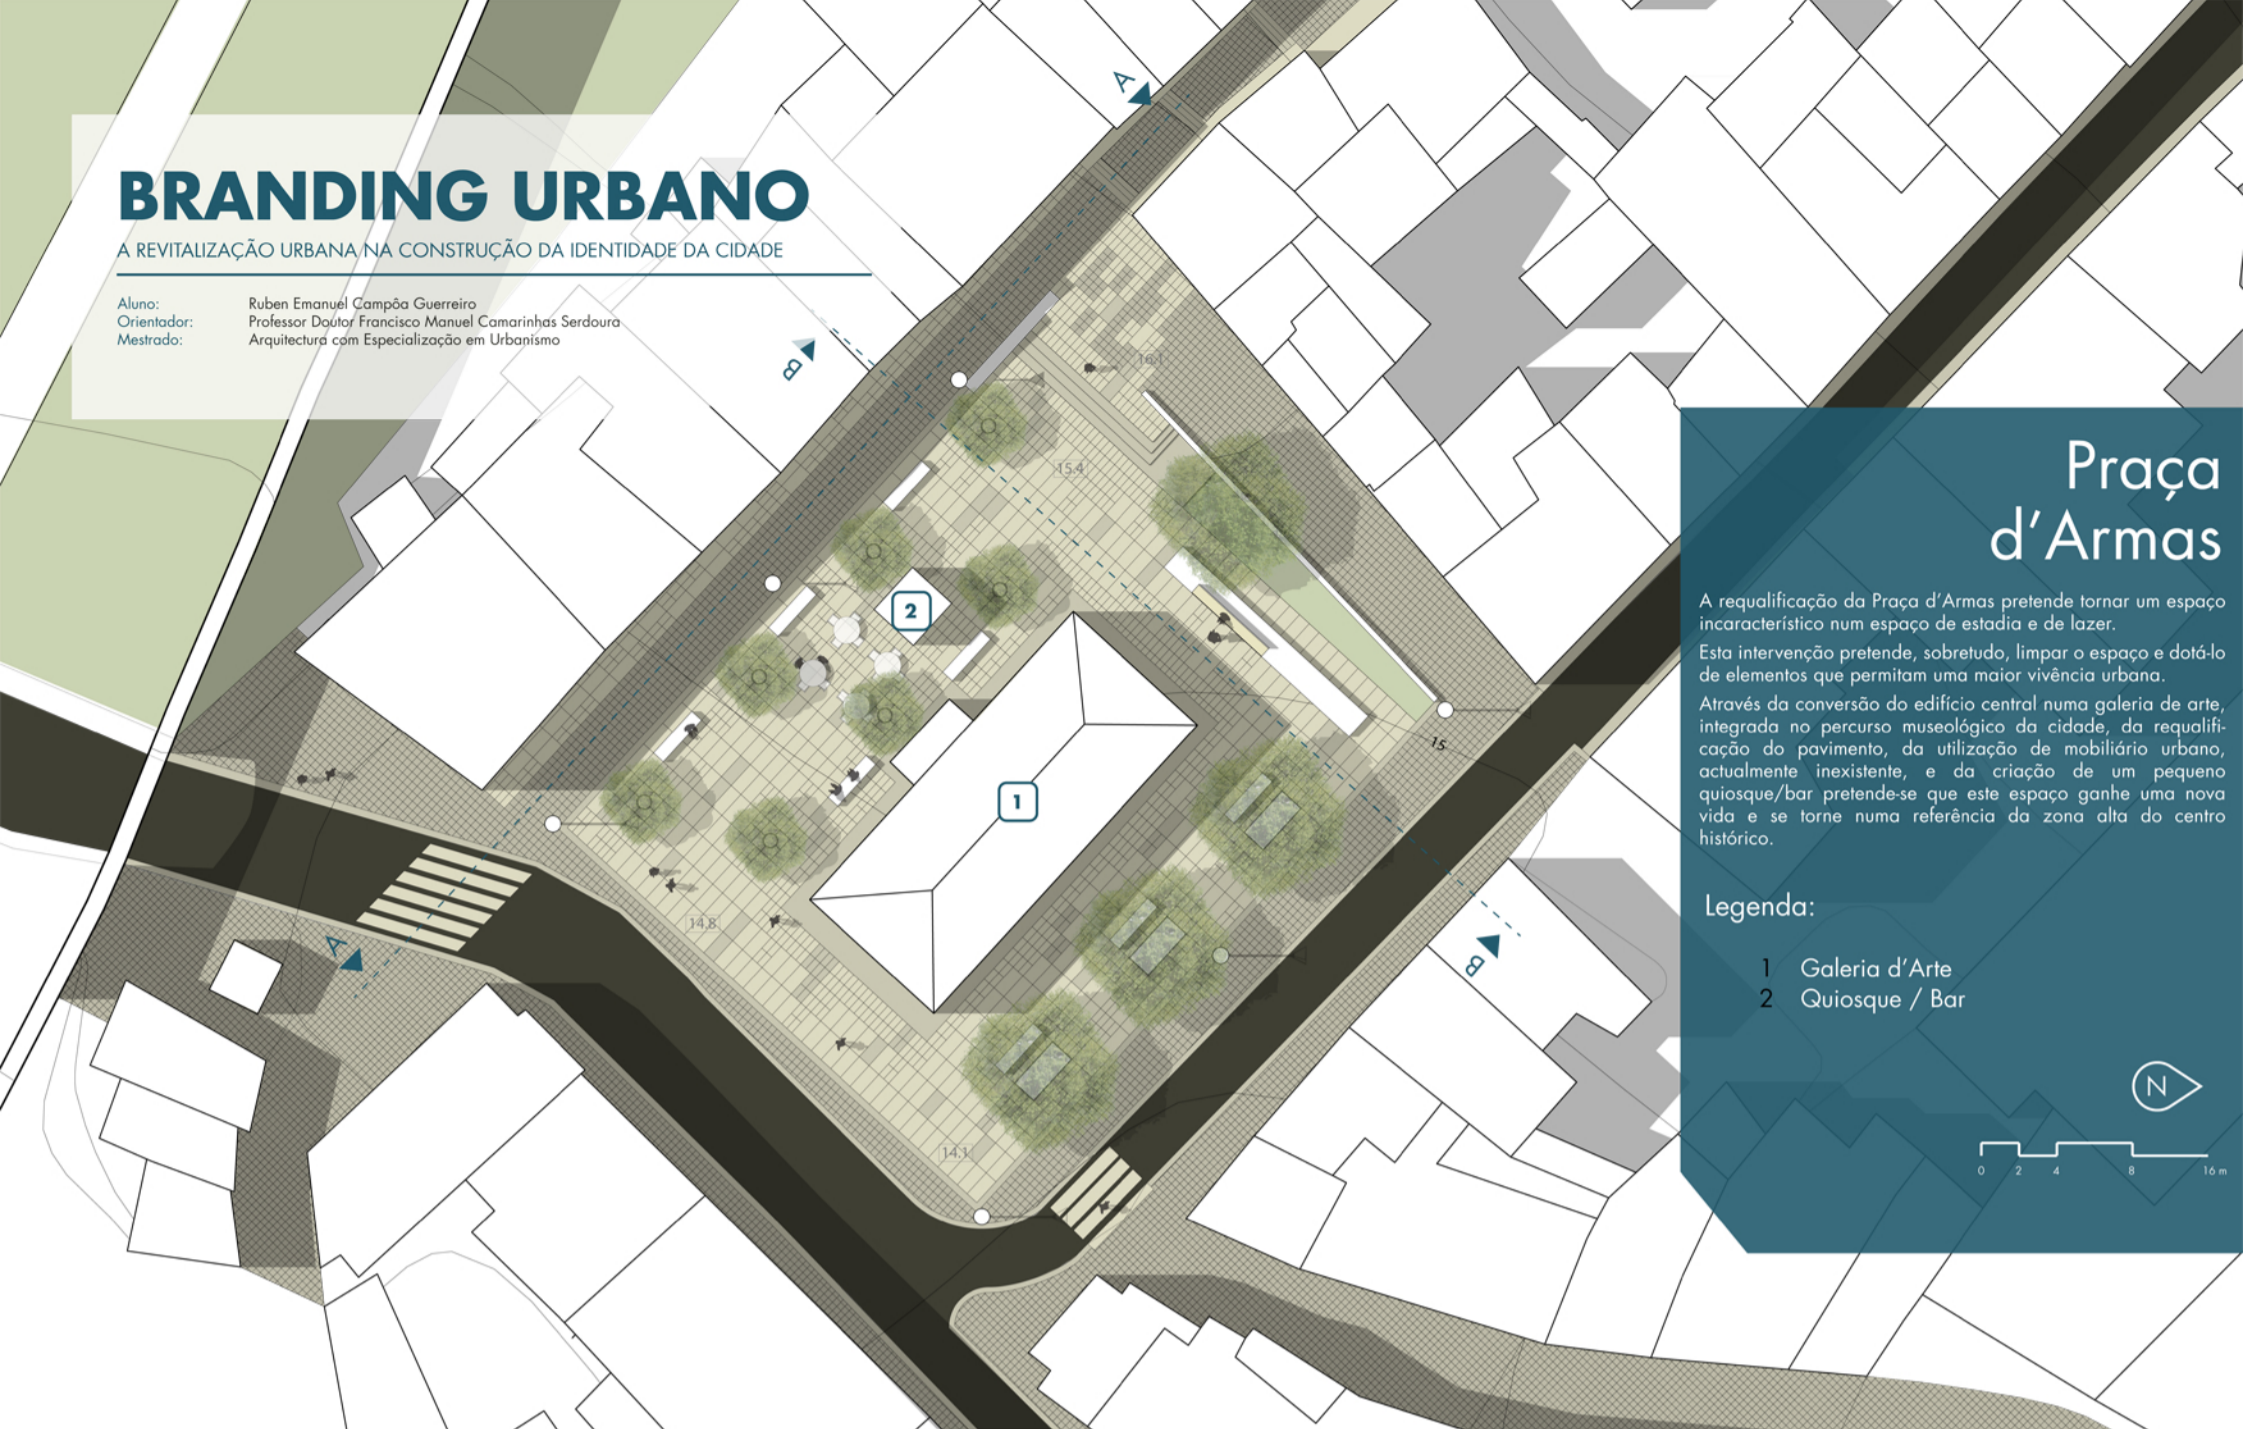 BRANDING URBANO
A REVITALIZAÇÃO URBANA NA CONSTRUÇÃO DA IDENTIDADE DA CIDADE
Aluno: Ruben Emanuel Campôa Guerreiro
Orientador: Professor Doutor Francisco Manuel Camarinhas Serdoura
Mestrado: Arquitectura com Especialização em Urbanismo
A
B
16.1
15.4
2
15
1
14.8
A
B
14.1
Praça
d'Armas
A requalificação da Praça d'Armas pretende tornar um espaço
incaracterístico num espaço de estadia e de lazer.
Esta intervenção pretende, sobretudo, limpar o espaço e dotá-lo
de elementos que permitam uma maior vivência urbana.
Através da conversão do edifício central numa galeria de arte,
integrada no percurso museológico da cidade, da requalifi-
cação do pavimento, da utilização de mobiliário urbano,
actualmente inexistente, e da criação de um pequeno
quiosque/bar pretende-se que este espaço ganhe uma nova
vida e se torne numa referência da zona alta do centro
histórico.
Legenda:
1 Galeria d'Arte
2 Quiosque / Bar
N
0 2 4 8 16 m